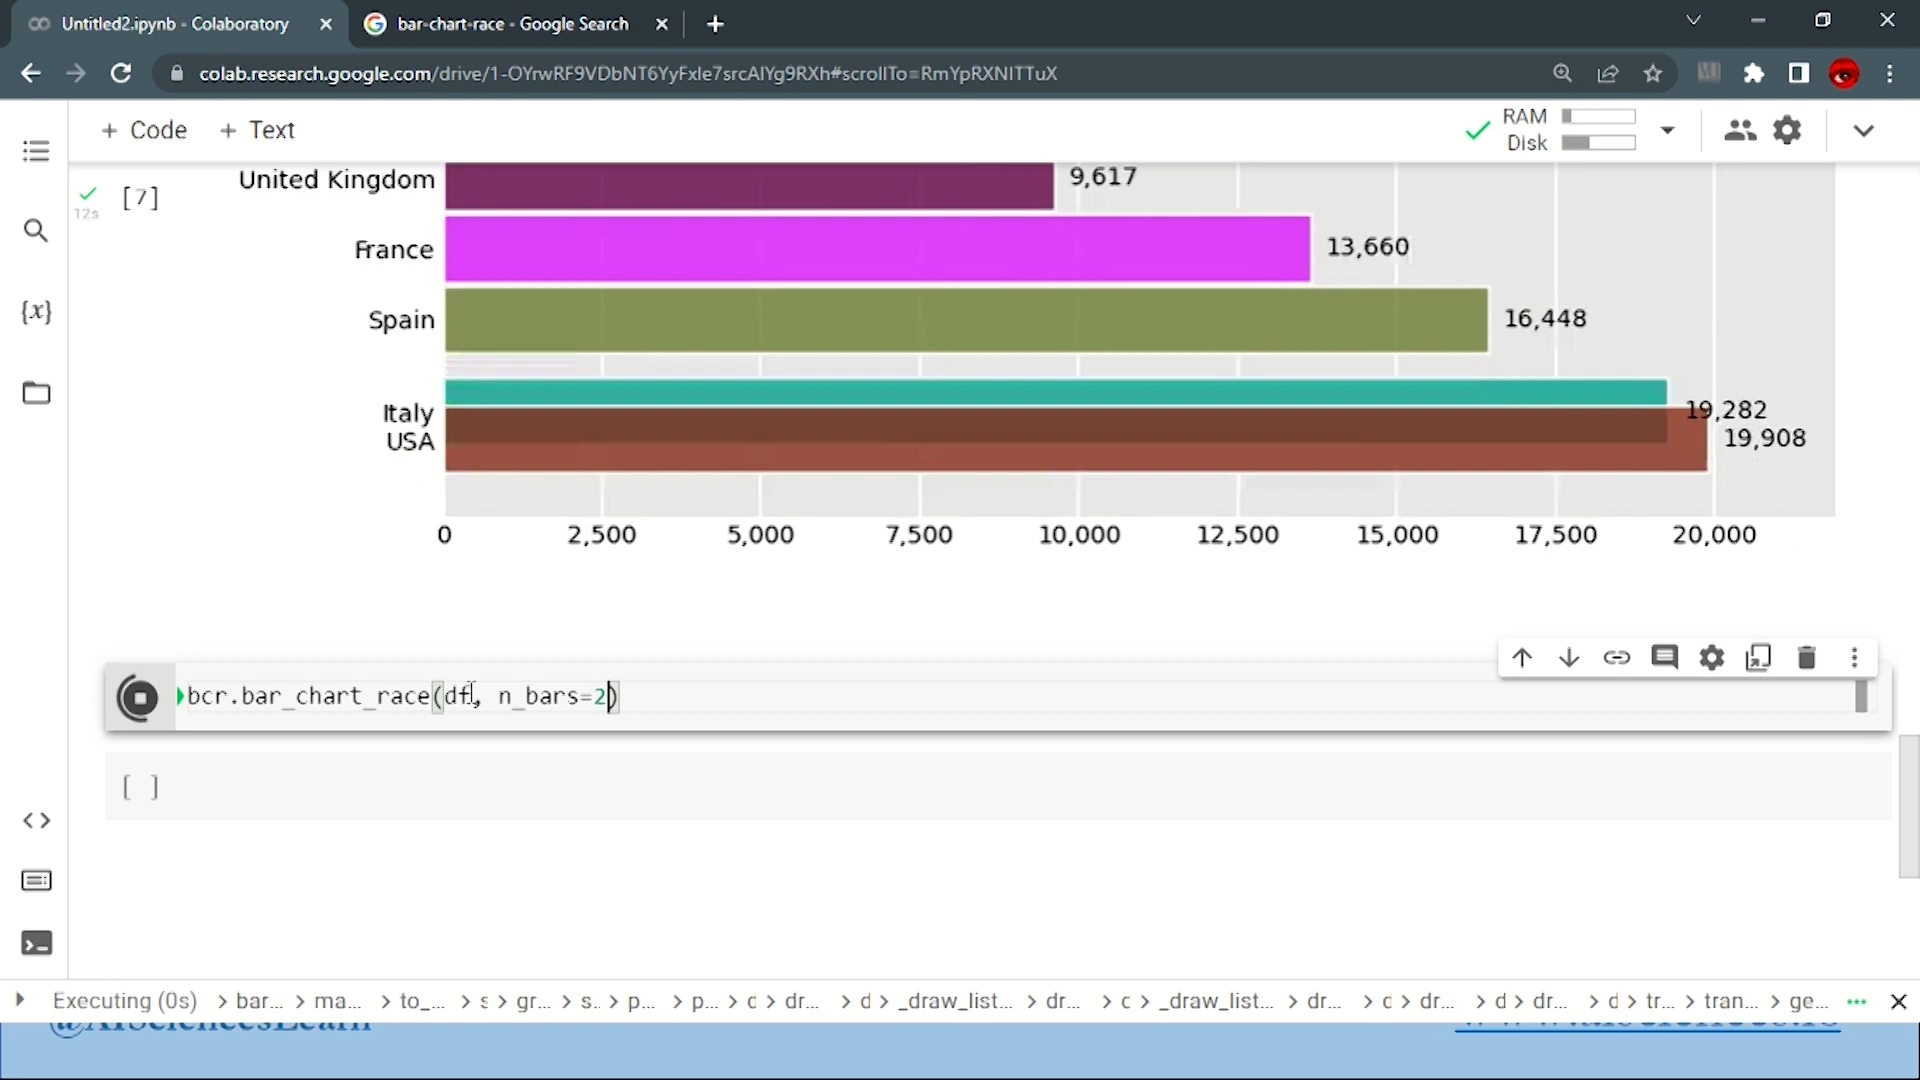 Untitled2.ipynb - Colaboratory
bar-chart-race - Google Search
colab.research.google.com/drive/1-OYrwRF9VDbNT6YyFxIe7srcAlYg9RXh#scrollTo=RmYpRXNITTuX
+ Code + Text
RAM
Disk
[7]
12s
United Kingdom 9,617
France 13,660
Spain 16,448
Italy 19,282
USA 19,908
0 2,500 5,000 7,500 10,000 12,500 15,000 17,500 20,000
{x}
bcr.bar_chart_race(df, n_bars=2)
[ ]
Executing (0s) > bar... > ma... > to_... > s > gr... > s.. > p... > p... > d > dr... > d > _draw_list... > dr... > c > _draw_list... > dr... > d > dr... > d > dr... > d > tr... > tran... > ge... ...
@AISciencesLearn